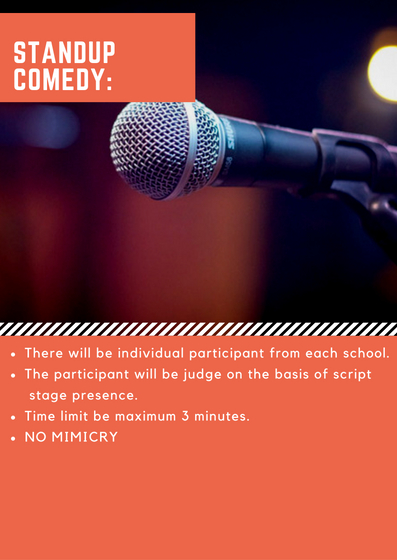 STANDUP
COMEDY:
There will be individual participant from each school.
The participant will be judge on the basis of script
stage presence.
Time limit be maximum 3 minutes.
NO MIMICRY